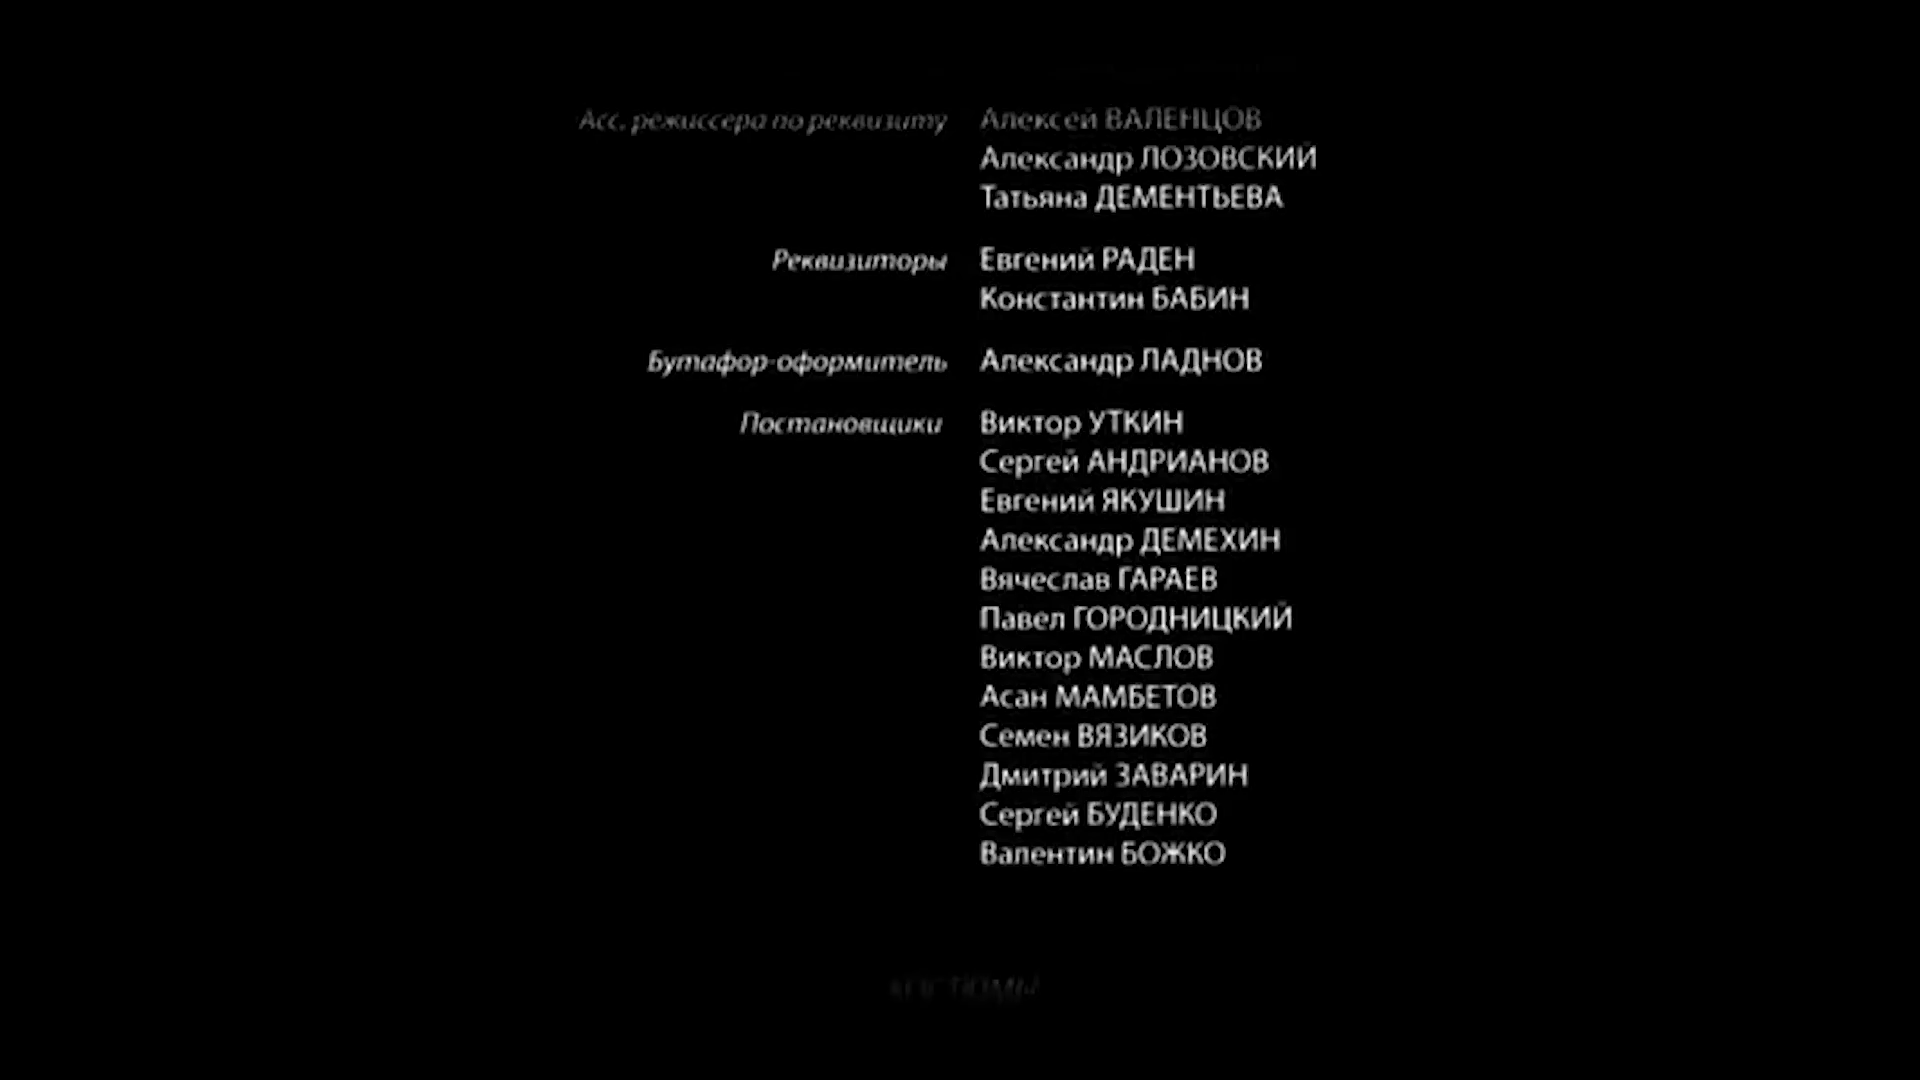 Асс. режиссера по реквизиту Алексей ВАЛЕНЦОВ
Александр ЛОЗОВСКИЙ
Татьяна ДЕМЕНТЬЕВА
Реквизиторы Евгений РАДЕН
Константин БАБИН
Бутафор-оформитель Александр ЛАДНОВ
Постановщики Виктор УТКИН
Сергей АНДРИАНОВ
Евгений ЯКУШИН
Александр ДЕМЕХИН
Вячеслав ГАРАЕВ
Павел ГОРОДНИЦКИЙ
Виктор МАСЛОВ
Асан МАМБЕТОВ
Семен ВЯЗИКОВ
Дмитрий ЗАВАРИН
Сергей БУДЕНКО
Валентин БОЖКО
КОСТЮМЫ